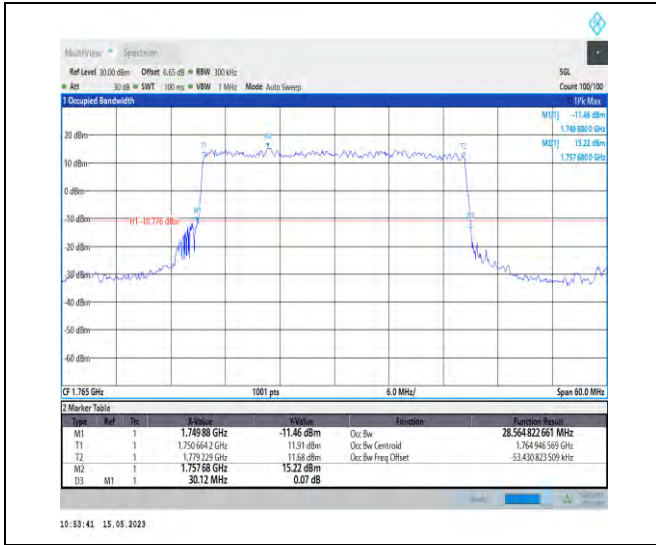 MultiView Spectrum
Ref Level 30.00 dBm Offset 6.65 dB RBW 300 kHz SGL
Att 30 dB SWT 100 ms VBW 1 MHz Mode Auto Sweep Count 100/100
1 Occupied Bandwidth 1Pk Max
M1[1] -11.46 dBm
1.749 880 0 GHz
M2[1] 15.22 dBm
1.757 680 0 GHz
20 dBm
10 dBm
0 dBm
-10 dBm
-20 dBm
-30 dBm
-40 dBm
-50 dBm
-60 dBm
T1
M2
T2
M1
D3
H1 -10.776 dBm
CF 1.765 GHz 1001 pts 6.0 MHz/ Span 60.0 MHz
2 Marker Table
Type Ref Trc X-Value Y-Value Function Function Result
M1 1 1.749 88 GHz -11.46 dBm Occ Bw 28.564 822 661 MHz
T1 1 1.750 664 2 GHz 11.91 dBm Occ Bw Centroid 1.764 946 569 GHz
T2 1 1.779 229 GHz 11.68 dBm Occ Bw Freq Offset -53.430 823 509 kHz
M2 1 1.757 68 GHz 15.22 dBm
D3 M1 1 30.12 MHz 0.07 dB
10:53:41 15.05.2023